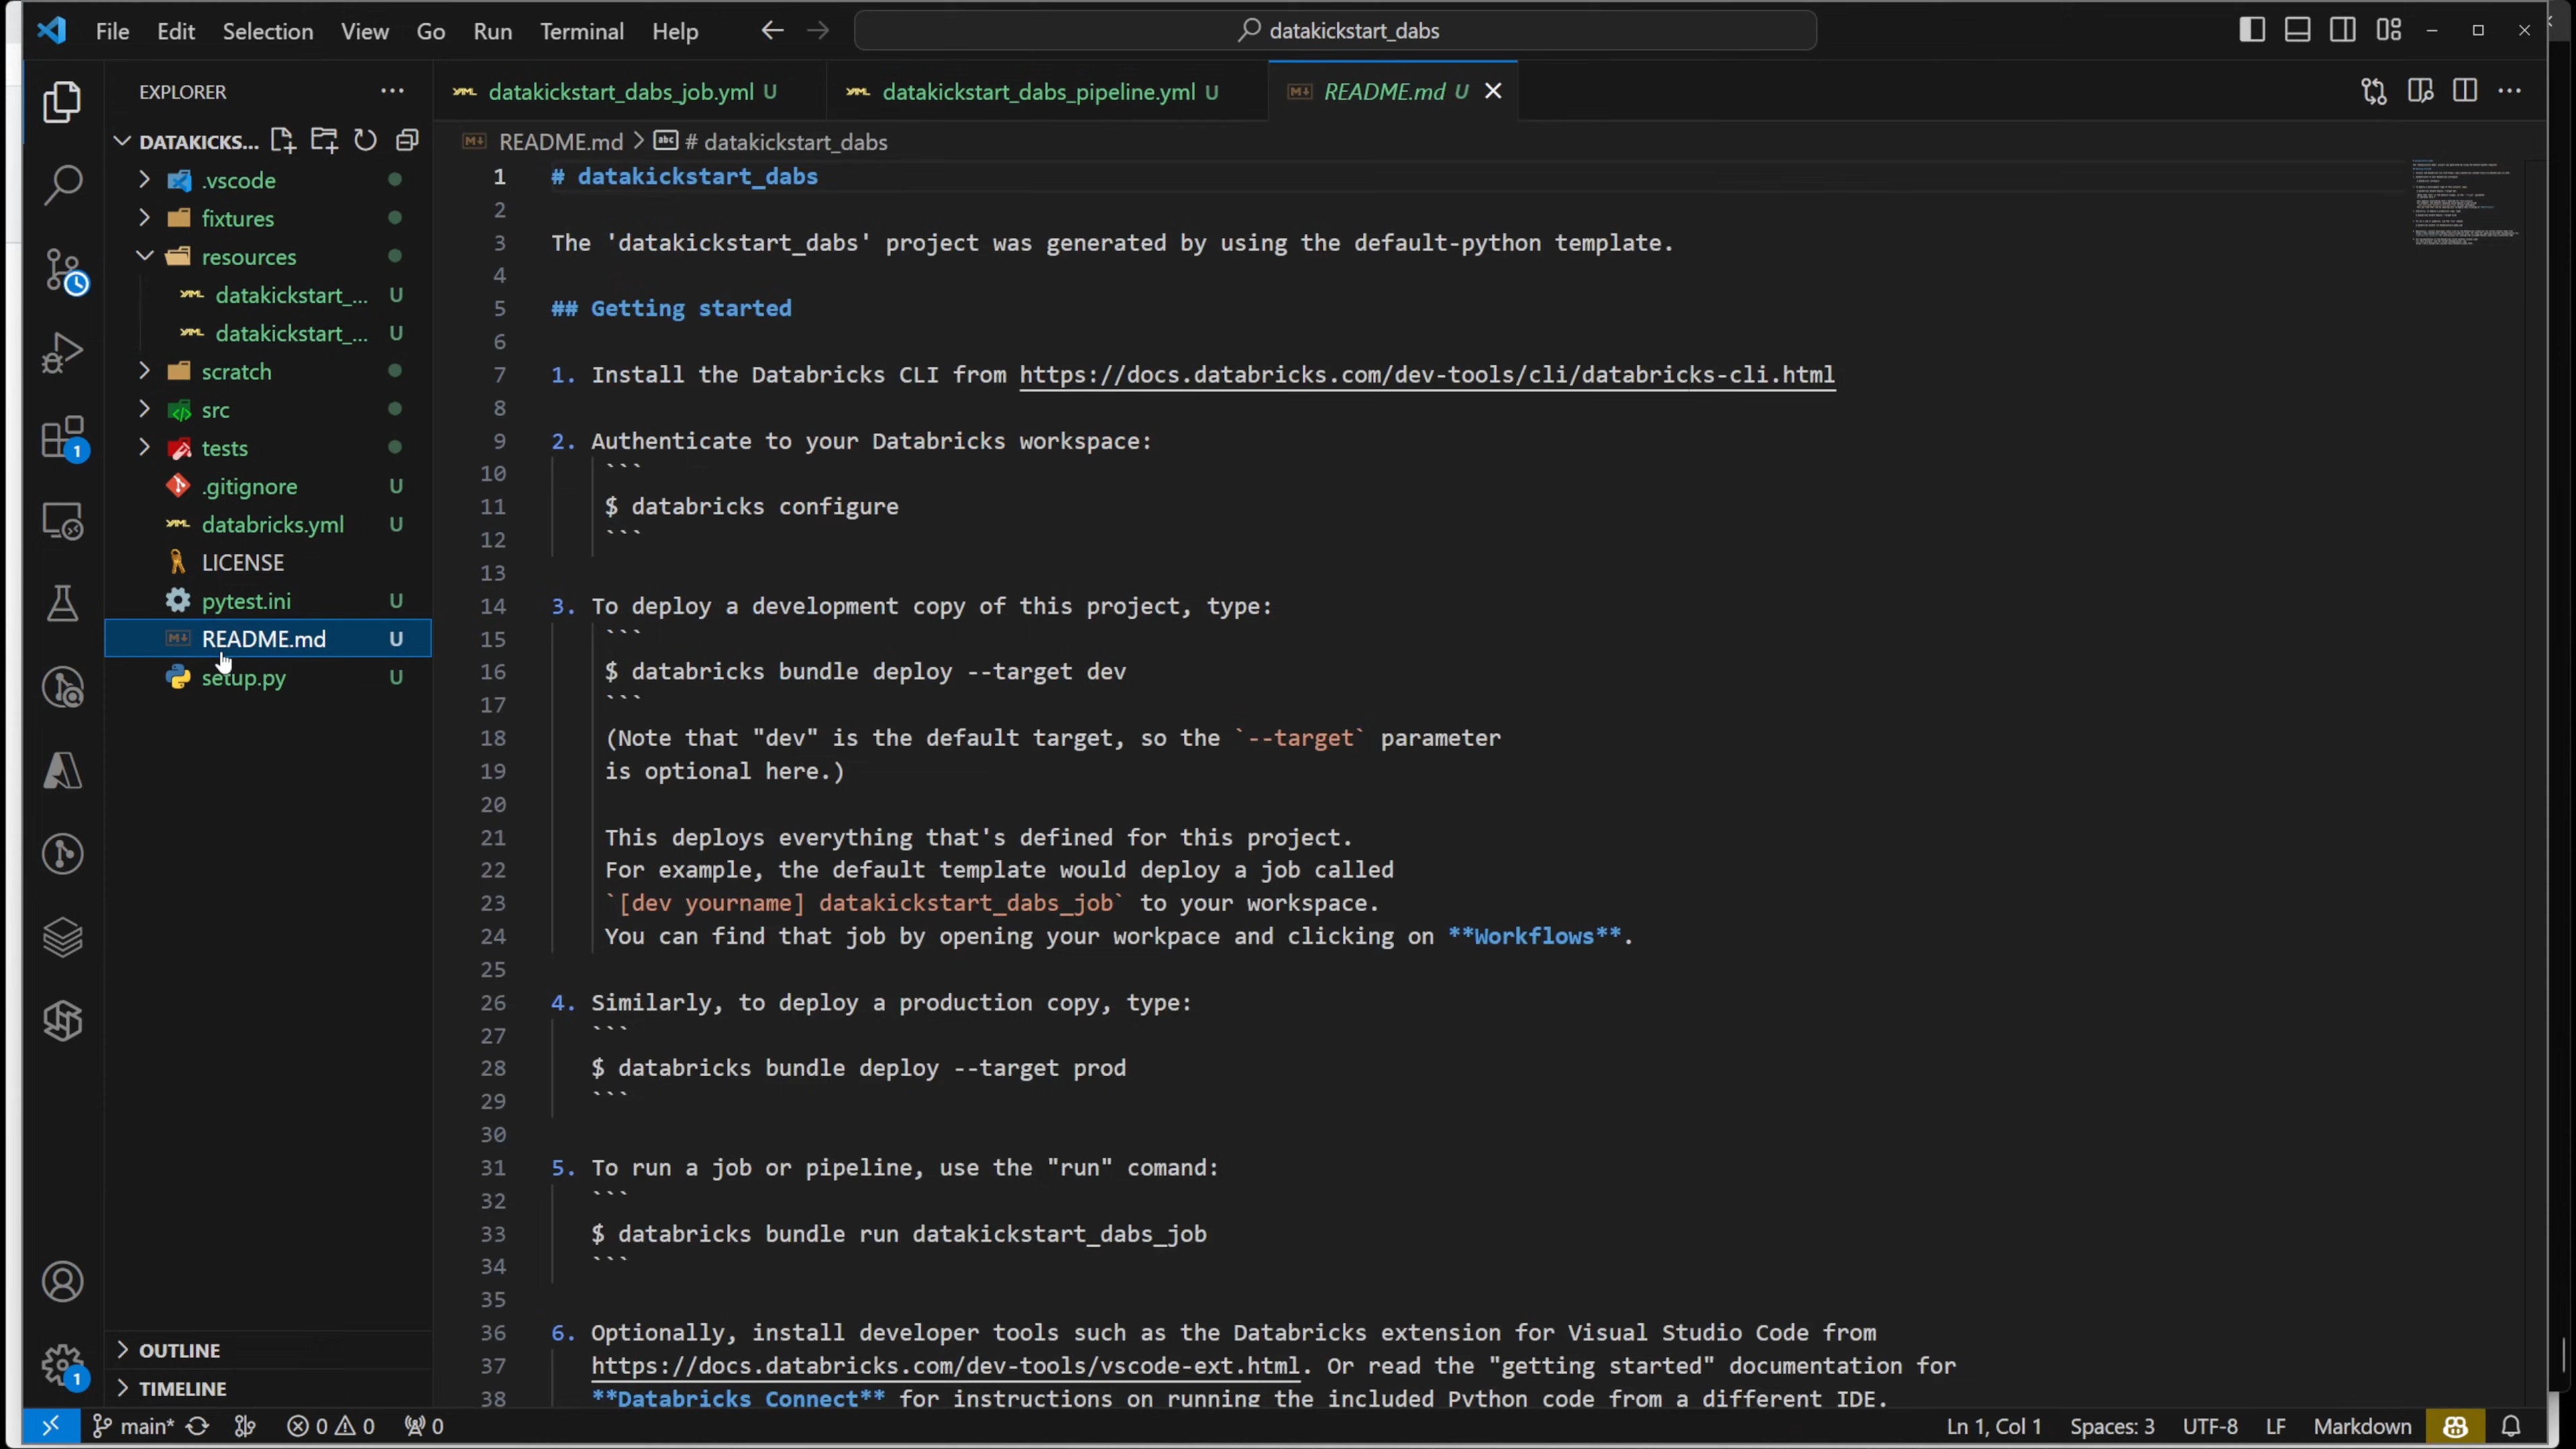 File Edit Selection View Go Run Terminal Help
datakickstart_dabs
EXPLORER
DATAKICKS...
.vscode
fixtures
resources
datakickstart_... U
datakickstart_... U
scratch
src
tests
.gitignore U
databricks.yml U
LICENSE
pytest.ini U
README.md U
setup.py U
OUTLINE
TIMELINE
1
1
datakickstart_dabs_job.yml U
datakickstart_dabs_pipeline.yml U
README.md U
README.md > # datakickstart_dabs
1 # datakickstart_dabs
2
3 The 'datakickstart_dabs' project was generated by using the default-python template.
4
5 ## Getting started
6
7 1. Install the Databricks CLI from https://docs.databricks.com/dev-tools/cli/databricks-cli.html
8
9 2. Authenticate to your Databricks workspace:
10 ```
11 $ databricks configure
12 ```
13
14 3. To deploy a development copy of this project, type:
15 ```
16 $ databricks bundle deploy --target dev
17 ```
18 (Note that "dev" is the default target, so the `--target` parameter
19 is optional here.)
20
21 This deploys everything that's defined for this project.
22 For example, the default template would deploy a job called
23 `[dev yourname] datakickstart_dabs_job` to your workspace.
24 You can find that job by opening your workpace and clicking on **Workflows**.
25
26 4. Similarly, to deploy a production copy, type:
27 ```
28 $ databricks bundle deploy --target prod
29 ```
30
31 5. To run a job or pipeline, use the "run" comand:
32 ```
33 $ databricks bundle run datakickstart_dabs_job
34 ```
35
36 6. Optionally, install developer tools such as the Databricks extension for Visual Studio Code from
37 https://docs.databricks.com/dev-tools/vscode-ext.html. Or read the "getting started" documentation for
38 **Databricks Connect** for instructions on running the included Python code from a different IDE.
main* 0 0 0
Ln 1, Col 1 Spaces: 3 UTF-8 LF Markdown